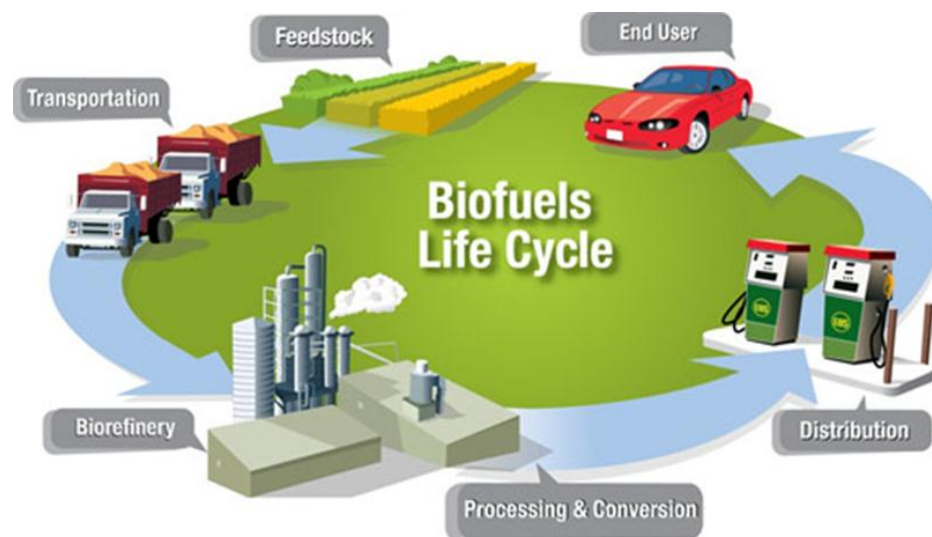 Feedstock
End User
Transportation
Biofuels
Life Cycle
Biorefinery
Distribution
Processing & Conversion